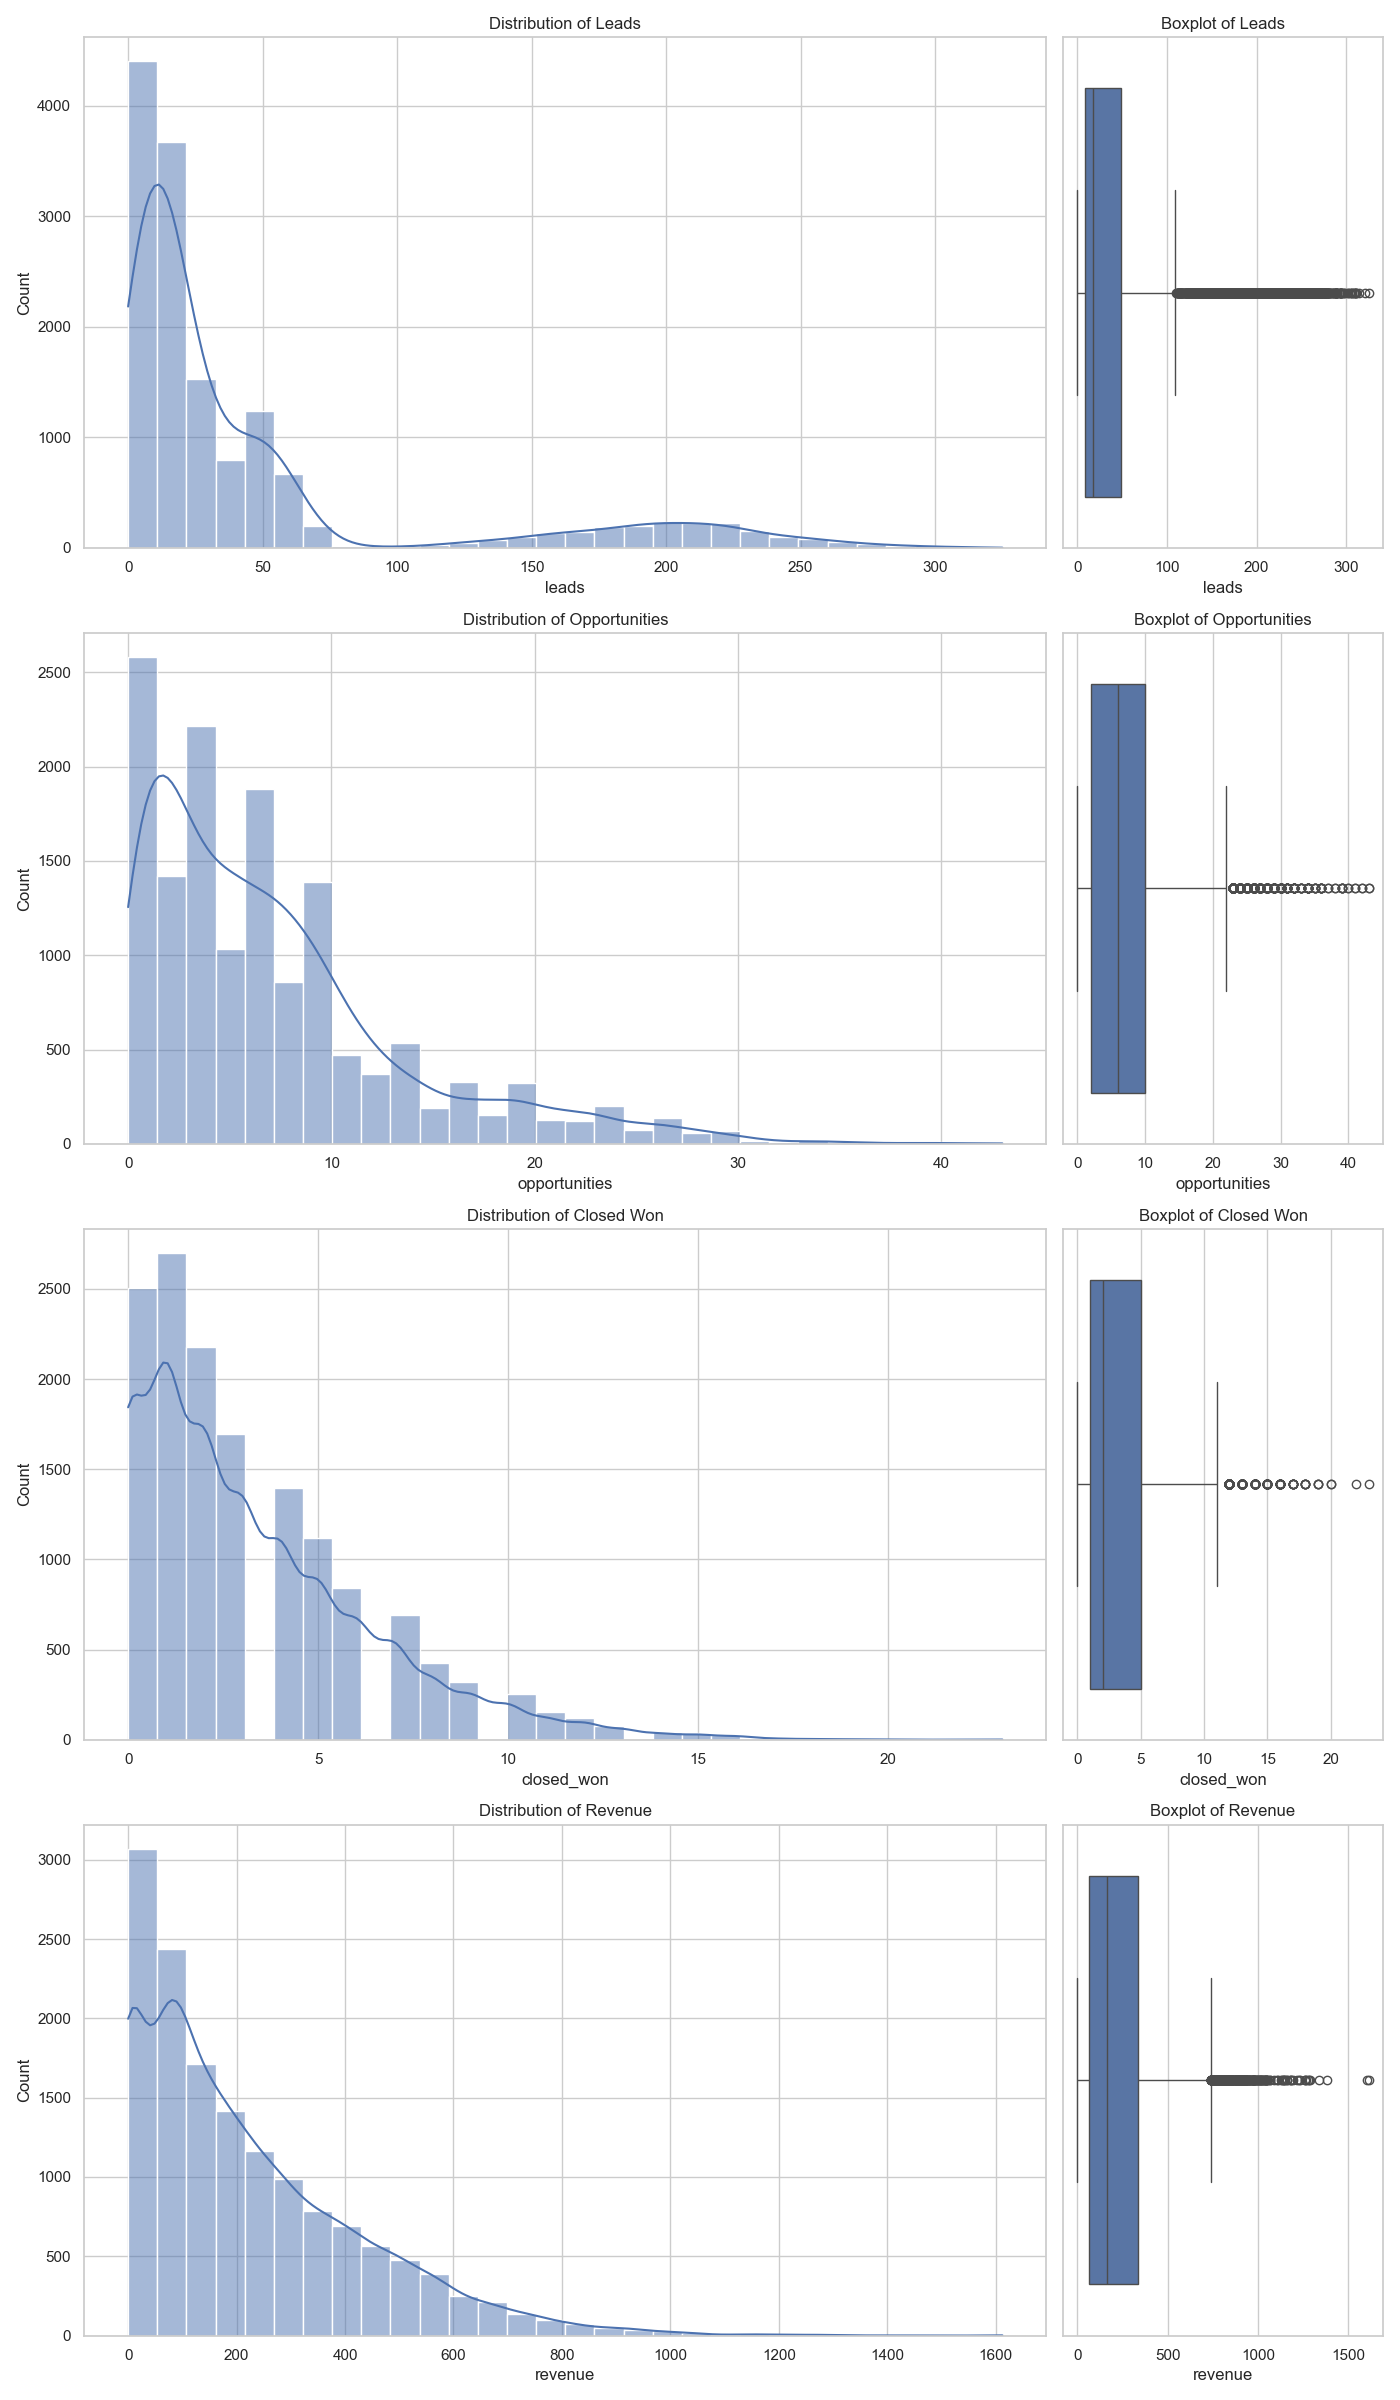 Distribution of Leads
Boxplot of Leads
4000
3000
2000
1000
0
Count
0 50 100 150 200 250 300
leads
0 100 200 300
leads
Distribution of Opportunities
Boxplot of Opportunities
2500
2000
1500
1000
500
0
Count
0 10 20 30 40
opportunities
0 10 20 30 40
opportunities
Distribution of Closed Won
Boxplot of Closed Won
2500
2000
1500
1000
500
0
Count
0 5 10 15 20
closed_won
0 5 10 15 20
closed_won
Distribution of Revenue
Boxplot of Revenue
3000
2500
2000
1500
1000
500
0
Count
0 200 400 600 800 1000 1200 1400 1600
revenue
0 500 1000 1500
revenue